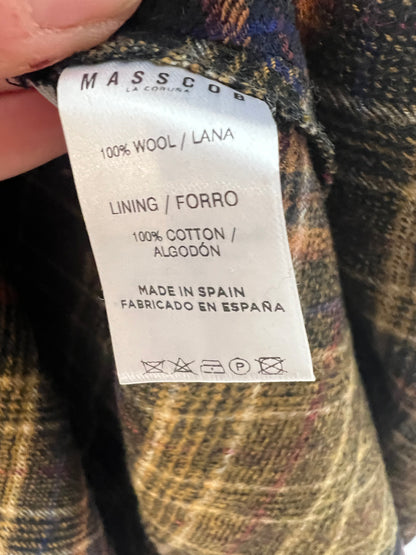 MASSCOB
LA CORUÑA
100% WOOL / LANA
LINING / FORRO
100% COTTON /
ALGODÓN
MADE IN SPAIN
FABRICADO EN ESPAÑA
P